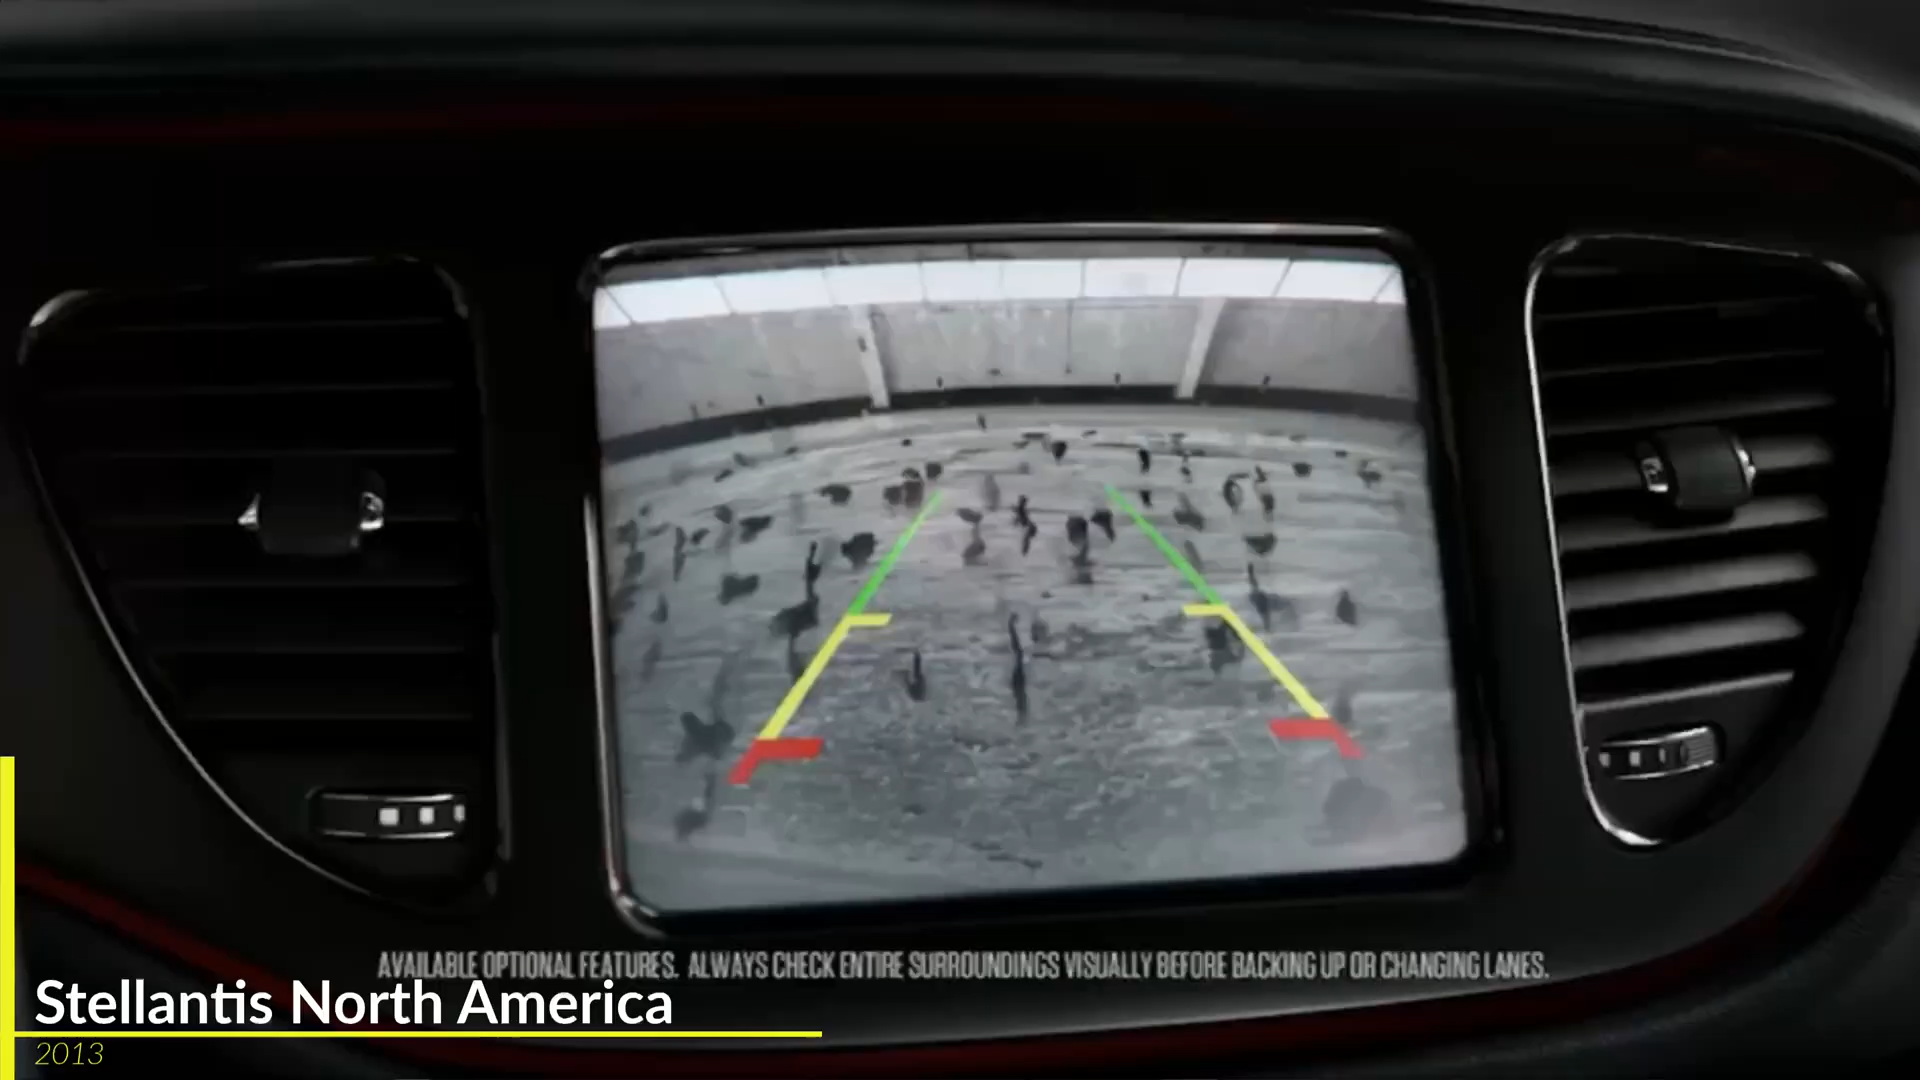 AVAILABLE OPTIONAL FEATURES. ALWAYS CHECK ENTIRE SURROUNDINGS VISUALLY BEFORE BACKING UP OR CHANGING LANES.
Stellantis North America
2013